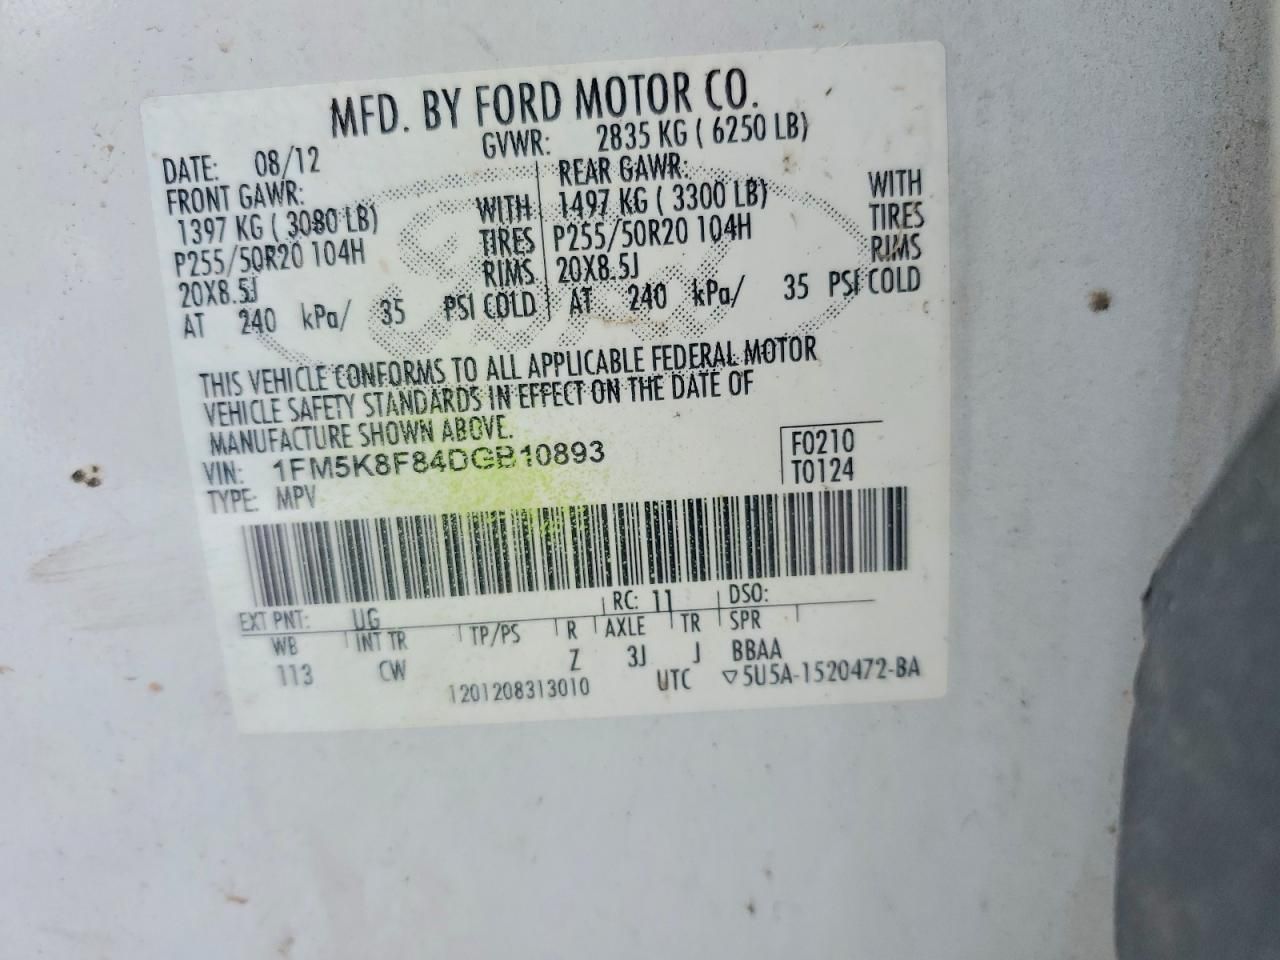 MFD. BY FORD MOTOR CO.
DATE: 08/12 GVWR: 2835 KG ( 6250 LB)
FRONT GAWR: REAR GAWR:
1397 KG ( 3080 LB) WITH 1497 KG ( 3300 LB) WITH
P255/50R20 104H TIRES P255/50R20 104H TIRES
20X8.5J RIMS 20X8.5J RIMS
AT 240 kPa/ 35 PSI COLD AT 240 kPa/ 35 PSI COLD
THIS VEHICLE CONFORMS TO ALL APPLICABLE FEDERAL MOTOR
VEHICLE SAFETY STANDARDS IN EFFECT ON THE DATE OF
MANUFACTURE SHOWN ABOVE.
VIN: 1FM5K8F84DGB10893 F0210
TYPE: MPV T0124
EXT PNT: UG RC: 11 DSO:
WB INT TR TP/PS R AXLE TR SPR
113 CW Z 3J J BBAA
1201208313010 UTC ▽5U5A-1520472-BA